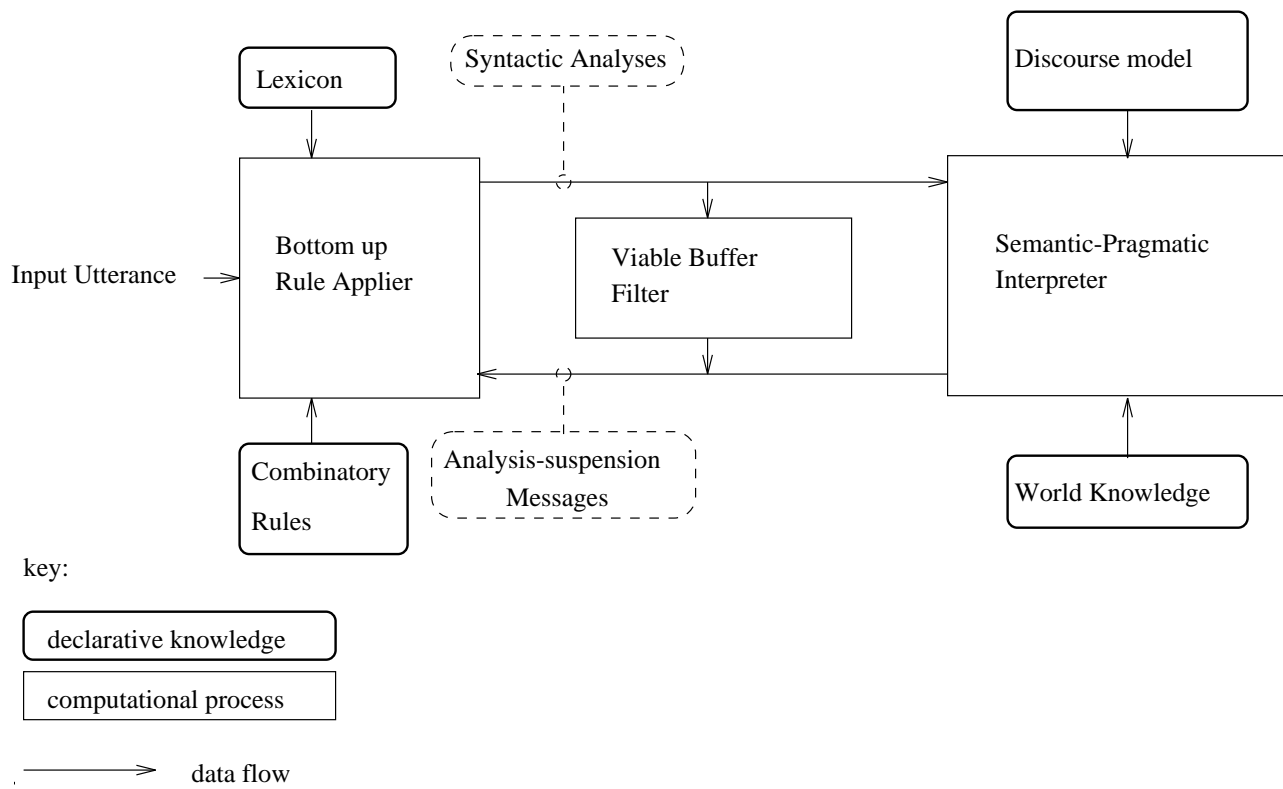 Syntactic Analyses
Discourse model
Lexicon
Bottom up
Rule Applier
Viable Buffer
Filter
Semantic-Pragmatic
Interpreter
Input Utterance
Analysis-suspension
Messages
Combinatory
Rules
World Knowledge
key:
declarative knowledge
computational process
data flow